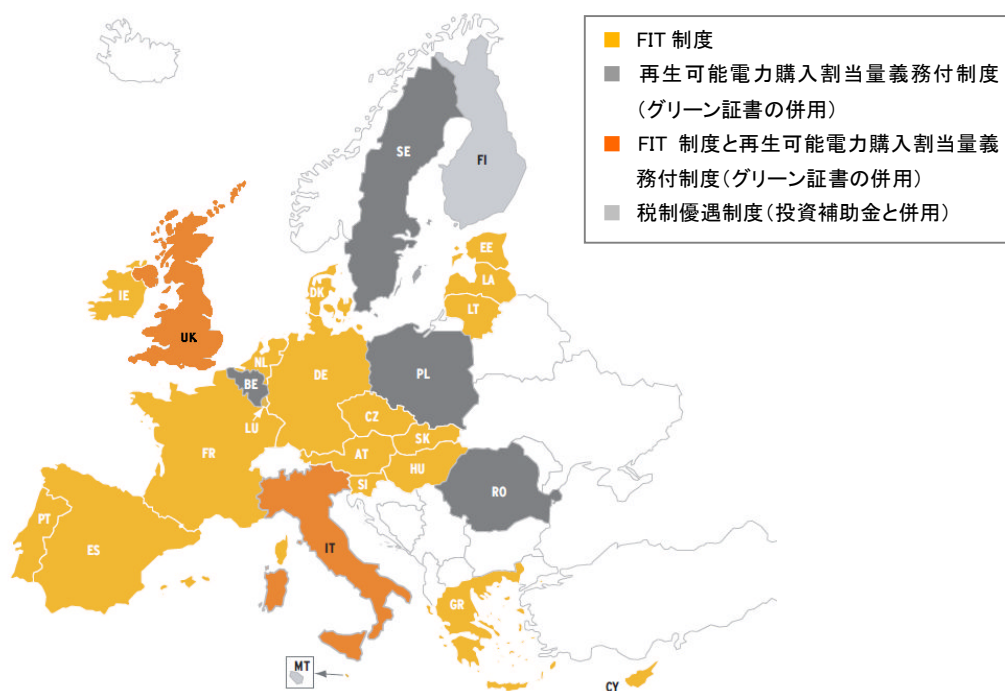 FIT 制度
再生可能電力購入割当量義務付制度
(グリーン証書の併用)
FIT 制度と再生可能電力購入割当量義
務付制度(グリーン証書の併用)
税制優遇制度(投資補助金と併用)
SE
FI
EE
LA
LT
DK
IE
UK
NL
BE
DE
PL
LU
CZ
SK
FR
AT
HU
SI
RO
PT
ES
IT
GR
MT
CY